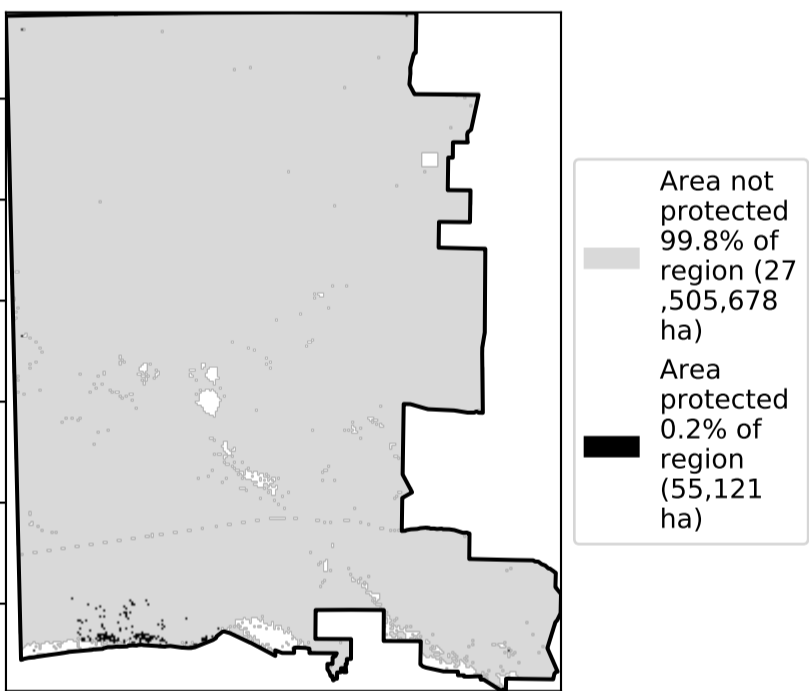 Area not
protected
99.8% of
region (27
,505,678
ha)
Area
protected
0.2% of
region
(55,121
ha)